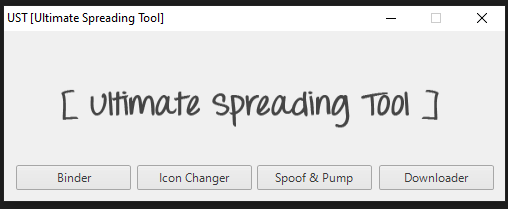 UST [Ultimate Spreading Tool]
[ Ultimate Spreading Tool ]
Binder Icon Changer Spoof & Pump Downloader